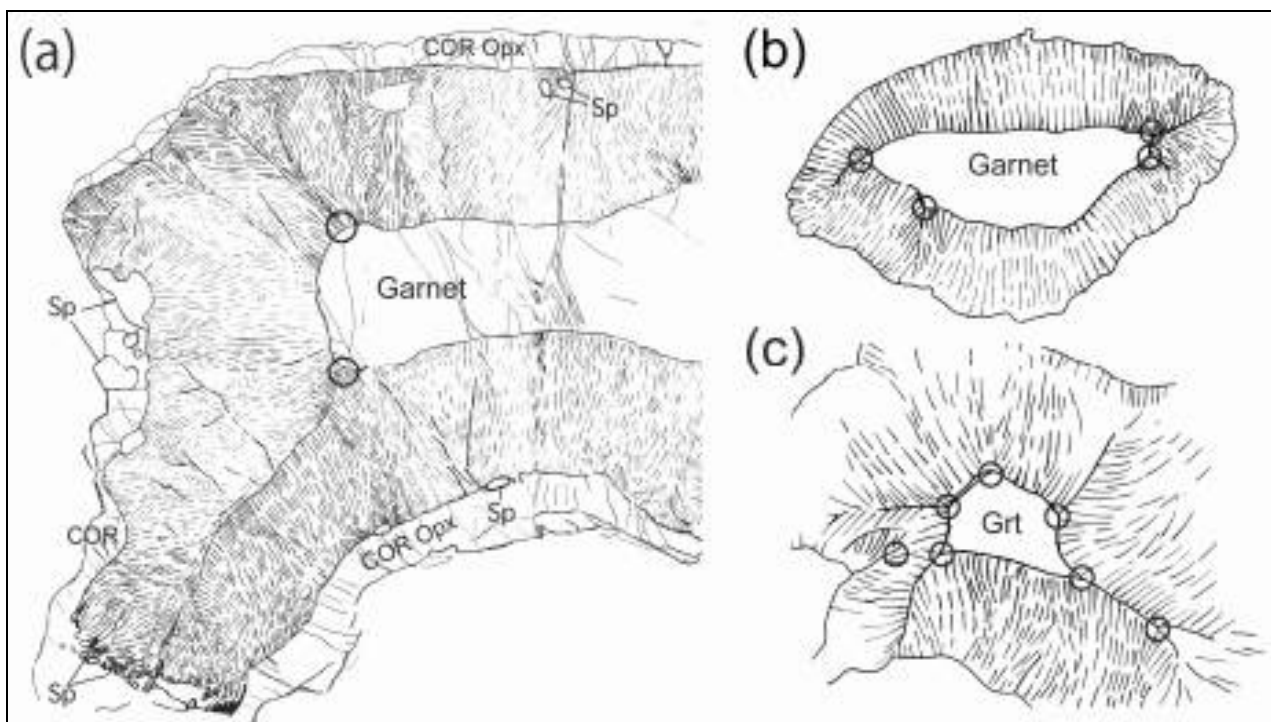 (a)
COR Opx
Sp
Garnet
Sp
COR
COR Opx
Sp
Sp
(b)
Garnet
(c)
Grt